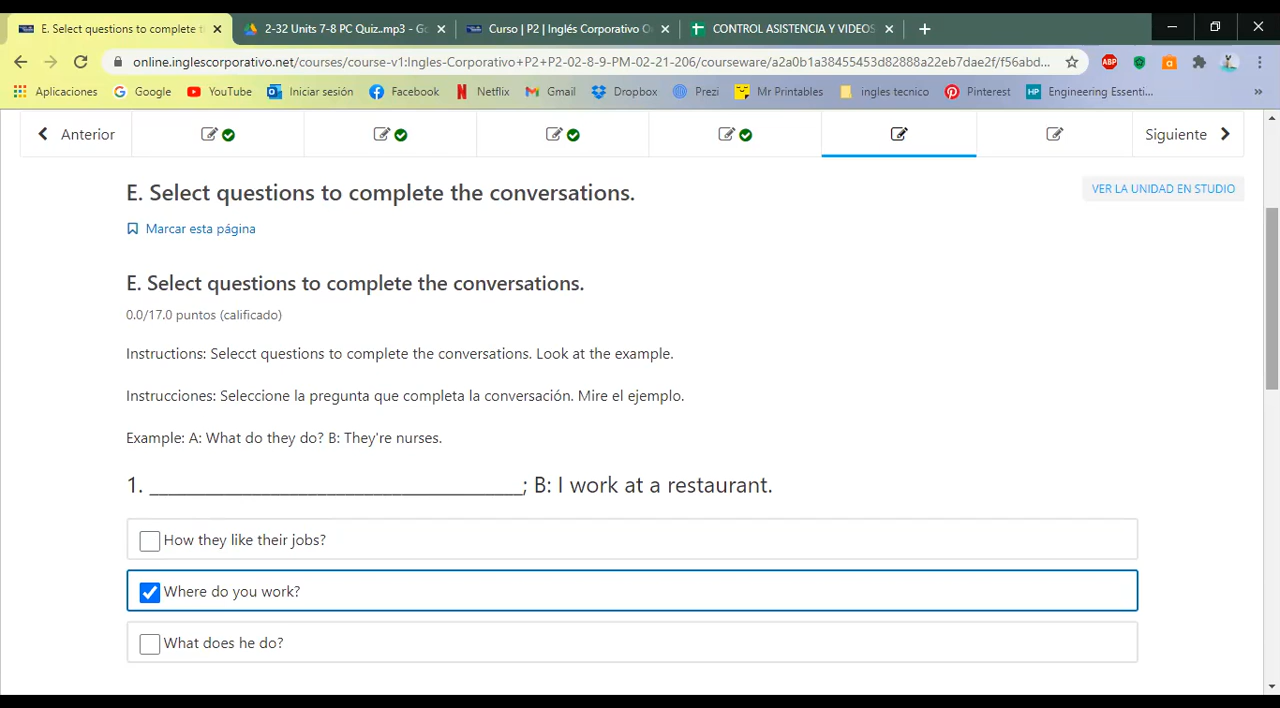 E. Select questions to complete t
2-32 Units 7-8 PC Quiz..mp3 - Go
Curso | P2 | Inglés Corporativo O
CONTROL ASISTENCIA Y VIDEOS
online.inglescorporativo.net/courses/course-v1:Ingles-Corporativo+P2+P2-02-8-9-PM-02-21-206/courseware/a2a0b1a38455453d82888a22eb7dae2f/f56abd...
ABP
Aplicaciones
Google
YouTube
Iniciar sesión
Facebook
Netflix
Gmail
Dropbox
Prezi
Mr Printables
ingles tecnico
Pinterest
HP
Engineering Essenti...
Anterior
Siguiente
E. Select questions to complete the conversations.
VER LA UNIDAD EN STUDIO
Marcar esta página
E. Select questions to complete the conversations.
0.0/17.0 puntos (calificado)
Instructions: Selecct questions to complete the conversations. Look at the example.
Instrucciones: Seleccione la pregunta que completa la conversación. Mire el ejemplo.
Example: A: What do they do? B: They're nurses.
1. ___________________________________; B: I work at a restaurant.
How they like their jobs?
Where do you work?
What does he do?